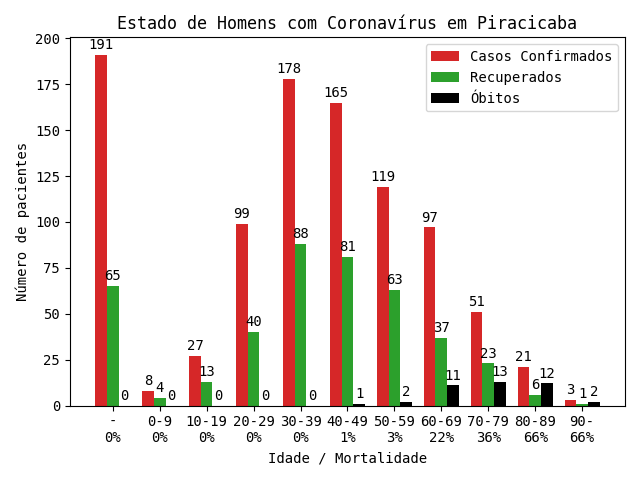 Estado de Homens com Coronavírus em Piracicaba
Número de pacientes
200
175
150
125
100
75
50
25
0
Casos Confirmados
Recuperados
Óbitos
191 65 0
8 4 0
27 13 0
99 40 0
178 88 0
165 81 1
119 63 2
97 37 11
51 23 13
21 6 12
3 1 2
- 0-9 10-19 20-29 30-39 40-49 50-59 60-69 70-79 80-89 90-
0% 0% 0% 0% 0% 1% 3% 22% 36% 66% 66%
Idade / Mortalidade